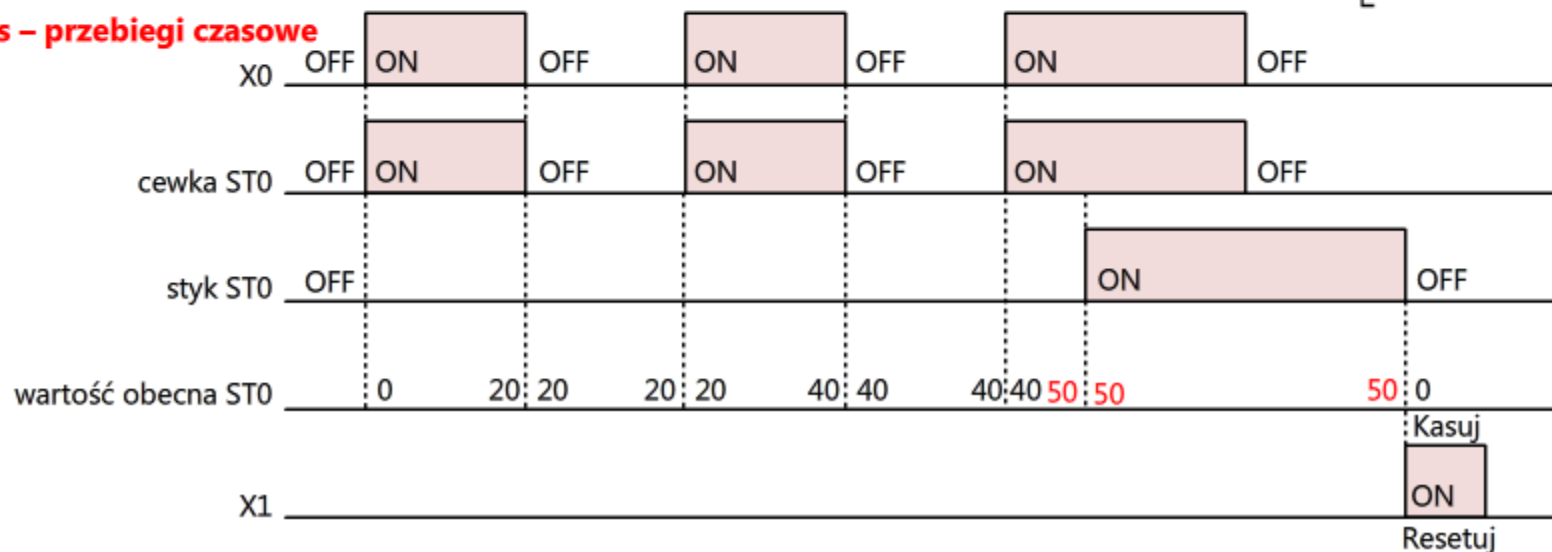 s – przebiegi czasowe
X0 OFF ON OFF ON OFF ON OFF
cewka ST0 OFF ON OFF ON OFF ON OFF
styk ST0 OFF ON OFF
wartość obecna ST0 0 20 20 20 20 40 40 40 40 50 50 50 0
Kasuj
X1 ON
Resetuj